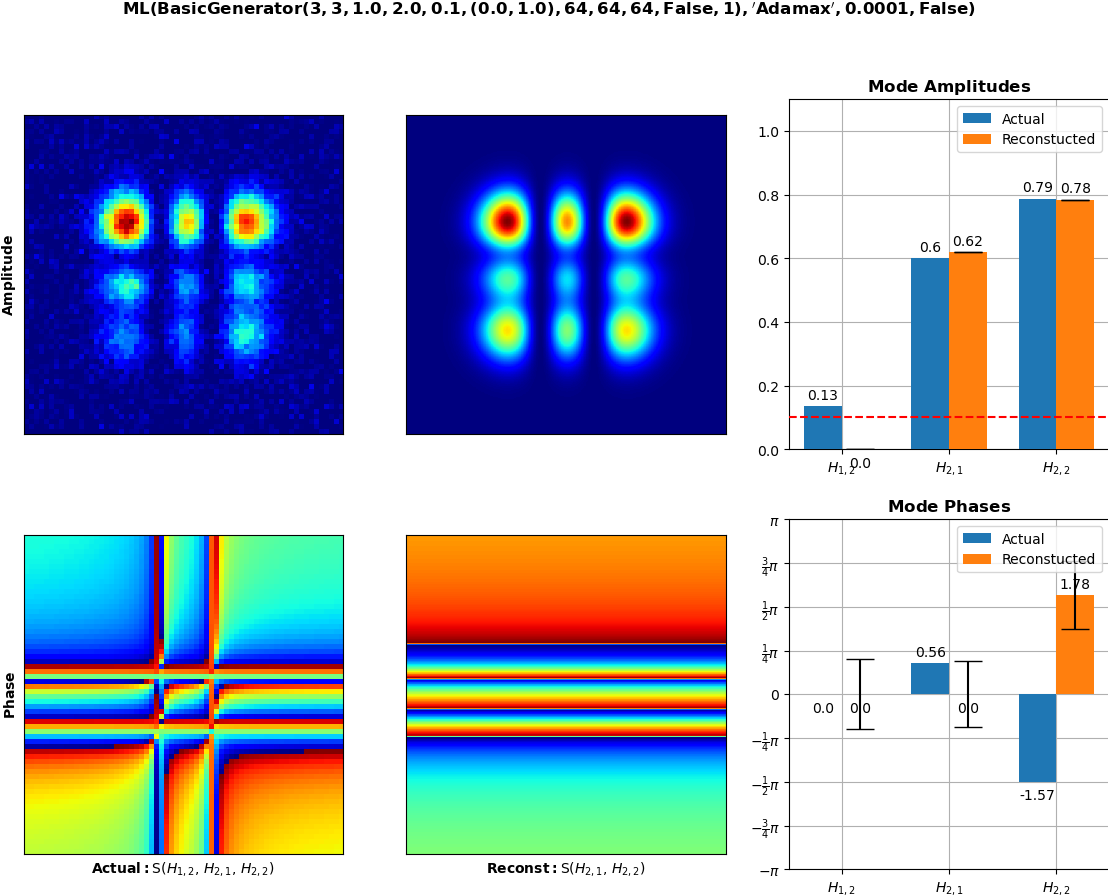 ML(BasicGenerator(3, 3, 1.0, 2.0, 0.1, (0.0, 1.0), 64, 64, 64, False, 1), ′Adamax′, 0.0001, False)
Amplitude
Mode Amplitudes
Actual
Reconstucted
1.0
0.8
0.6
0.4
0.2
0.0
0.13
0.0
0.6
0.62
0.79
0.78
H1,2
H2,1
H2,2
Phase
Actual: S(H1,2, H2,1, H2,2)
Reconst: S(H2,1, H2,2)
Mode Phases
Actual
Reconstucted
π
3/4π
1/2π
1/4π
0
−1/4π
−1/2π
−3/4π
−π
0.0
0.0
0.56
0.0
-1.57
1.78
H1,2
H2,1
H2,2